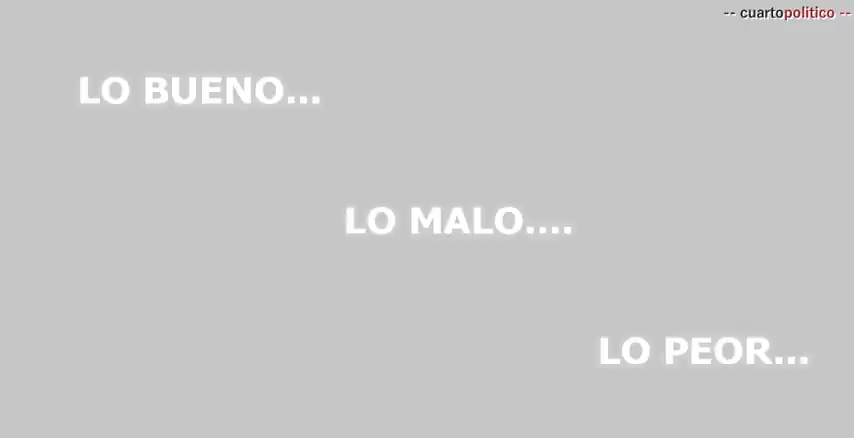 -- cuartopolitico --
LO BUENO...
LO MALO....
LO PEOR...